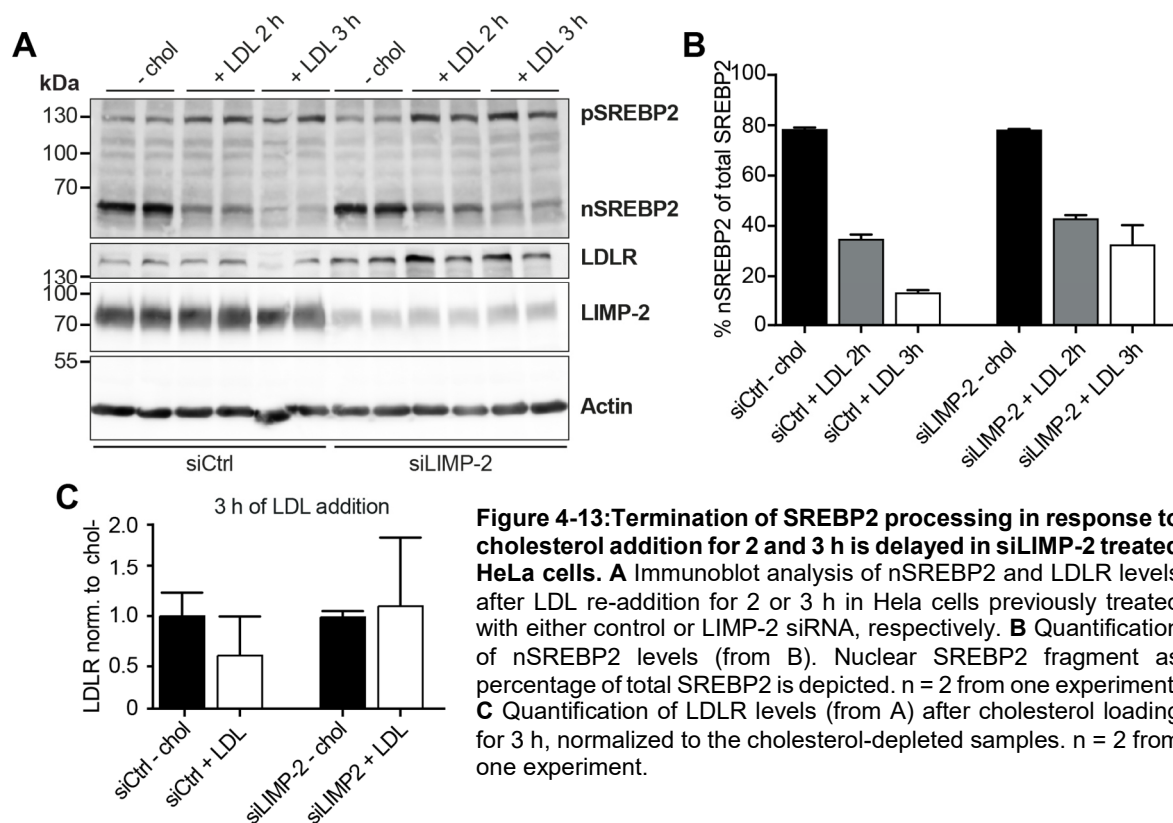 A
- chol
+ LDL 2 h
+ LDL 3 h
- chol
+ LDL 2 h
+ LDL 3 h
kDa
130
100
70
130
100
70
55
pSREBP2
nSREBP2
LDLR
LIMP-2
Actin
siCtrl
siLIMP-2
B
% nSREBP2 of total SREBP2
100
80
60
40
20
0
siCtrl - chol
siCtrl + LDL 2h
siCtrl + LDL 3h
siLIMP-2 - chol
siLIMP-2 + LDL 2h
siLIMP-2 + LDL 3h
C
3 h of LDL addition
LDLR norm. to chol-
2.0
1.5
1.0
0.5
0
siCtrl - chol
siCtrl + LDL
siLIMP-2 - chol
siLIMP2 + LDL
Figure 4-13:Termination of SREBP2 processing in response to
cholesterol addition for 2 and 3 h is delayed in siLIMP-2 treated
HeLa cells. A Immunoblot analysis of nSREBP2 and LDLR levels
after LDL re-addition for 2 or 3 h in Hela cells previously treated
with either control or LIMP-2 siRNA, respectively. B Quantification
of nSREBP2 levels (from B). Nuclear SREBP2 fragment as
percentage of total SREBP2 is depicted. n = 2 from one experiment
C Quantification of LDLR levels (from A) after cholesterol loading
for 3 h, normalized to the cholesterol-depleted samples. n = 2 from
one experiment.